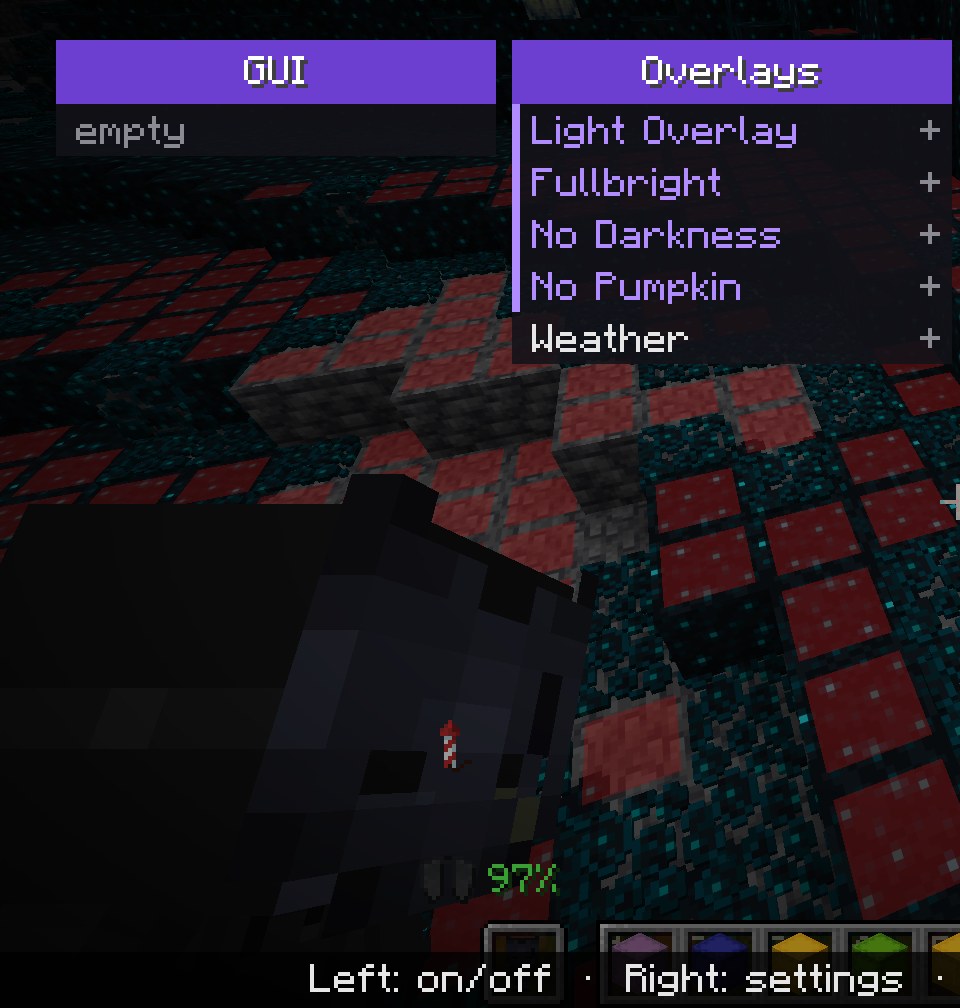 GUI
empty
Overlays
Light Overlay +
Fullbright +
No Darkness +
No Pumpkin +
Weather +
97%
Left: on/off · Right: settings ·